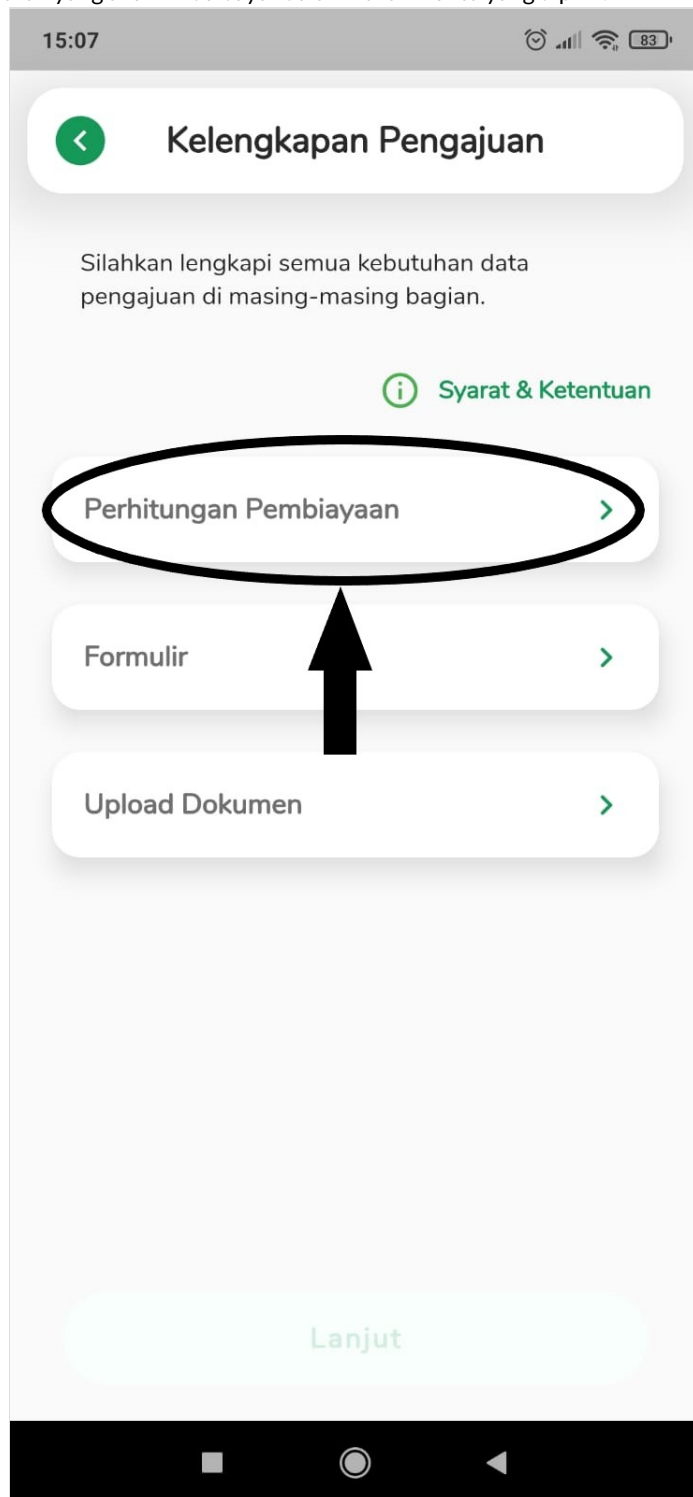 15:07
83
Kelengkapan Pengajuan
Silahkan lengkapi semua kebutuhan data
pengajuan di masing-masing bagian.
Syarat & Ketentuan
Perhitungan Pembiayaan
Formulir
Upload Dokumen
Lanjut